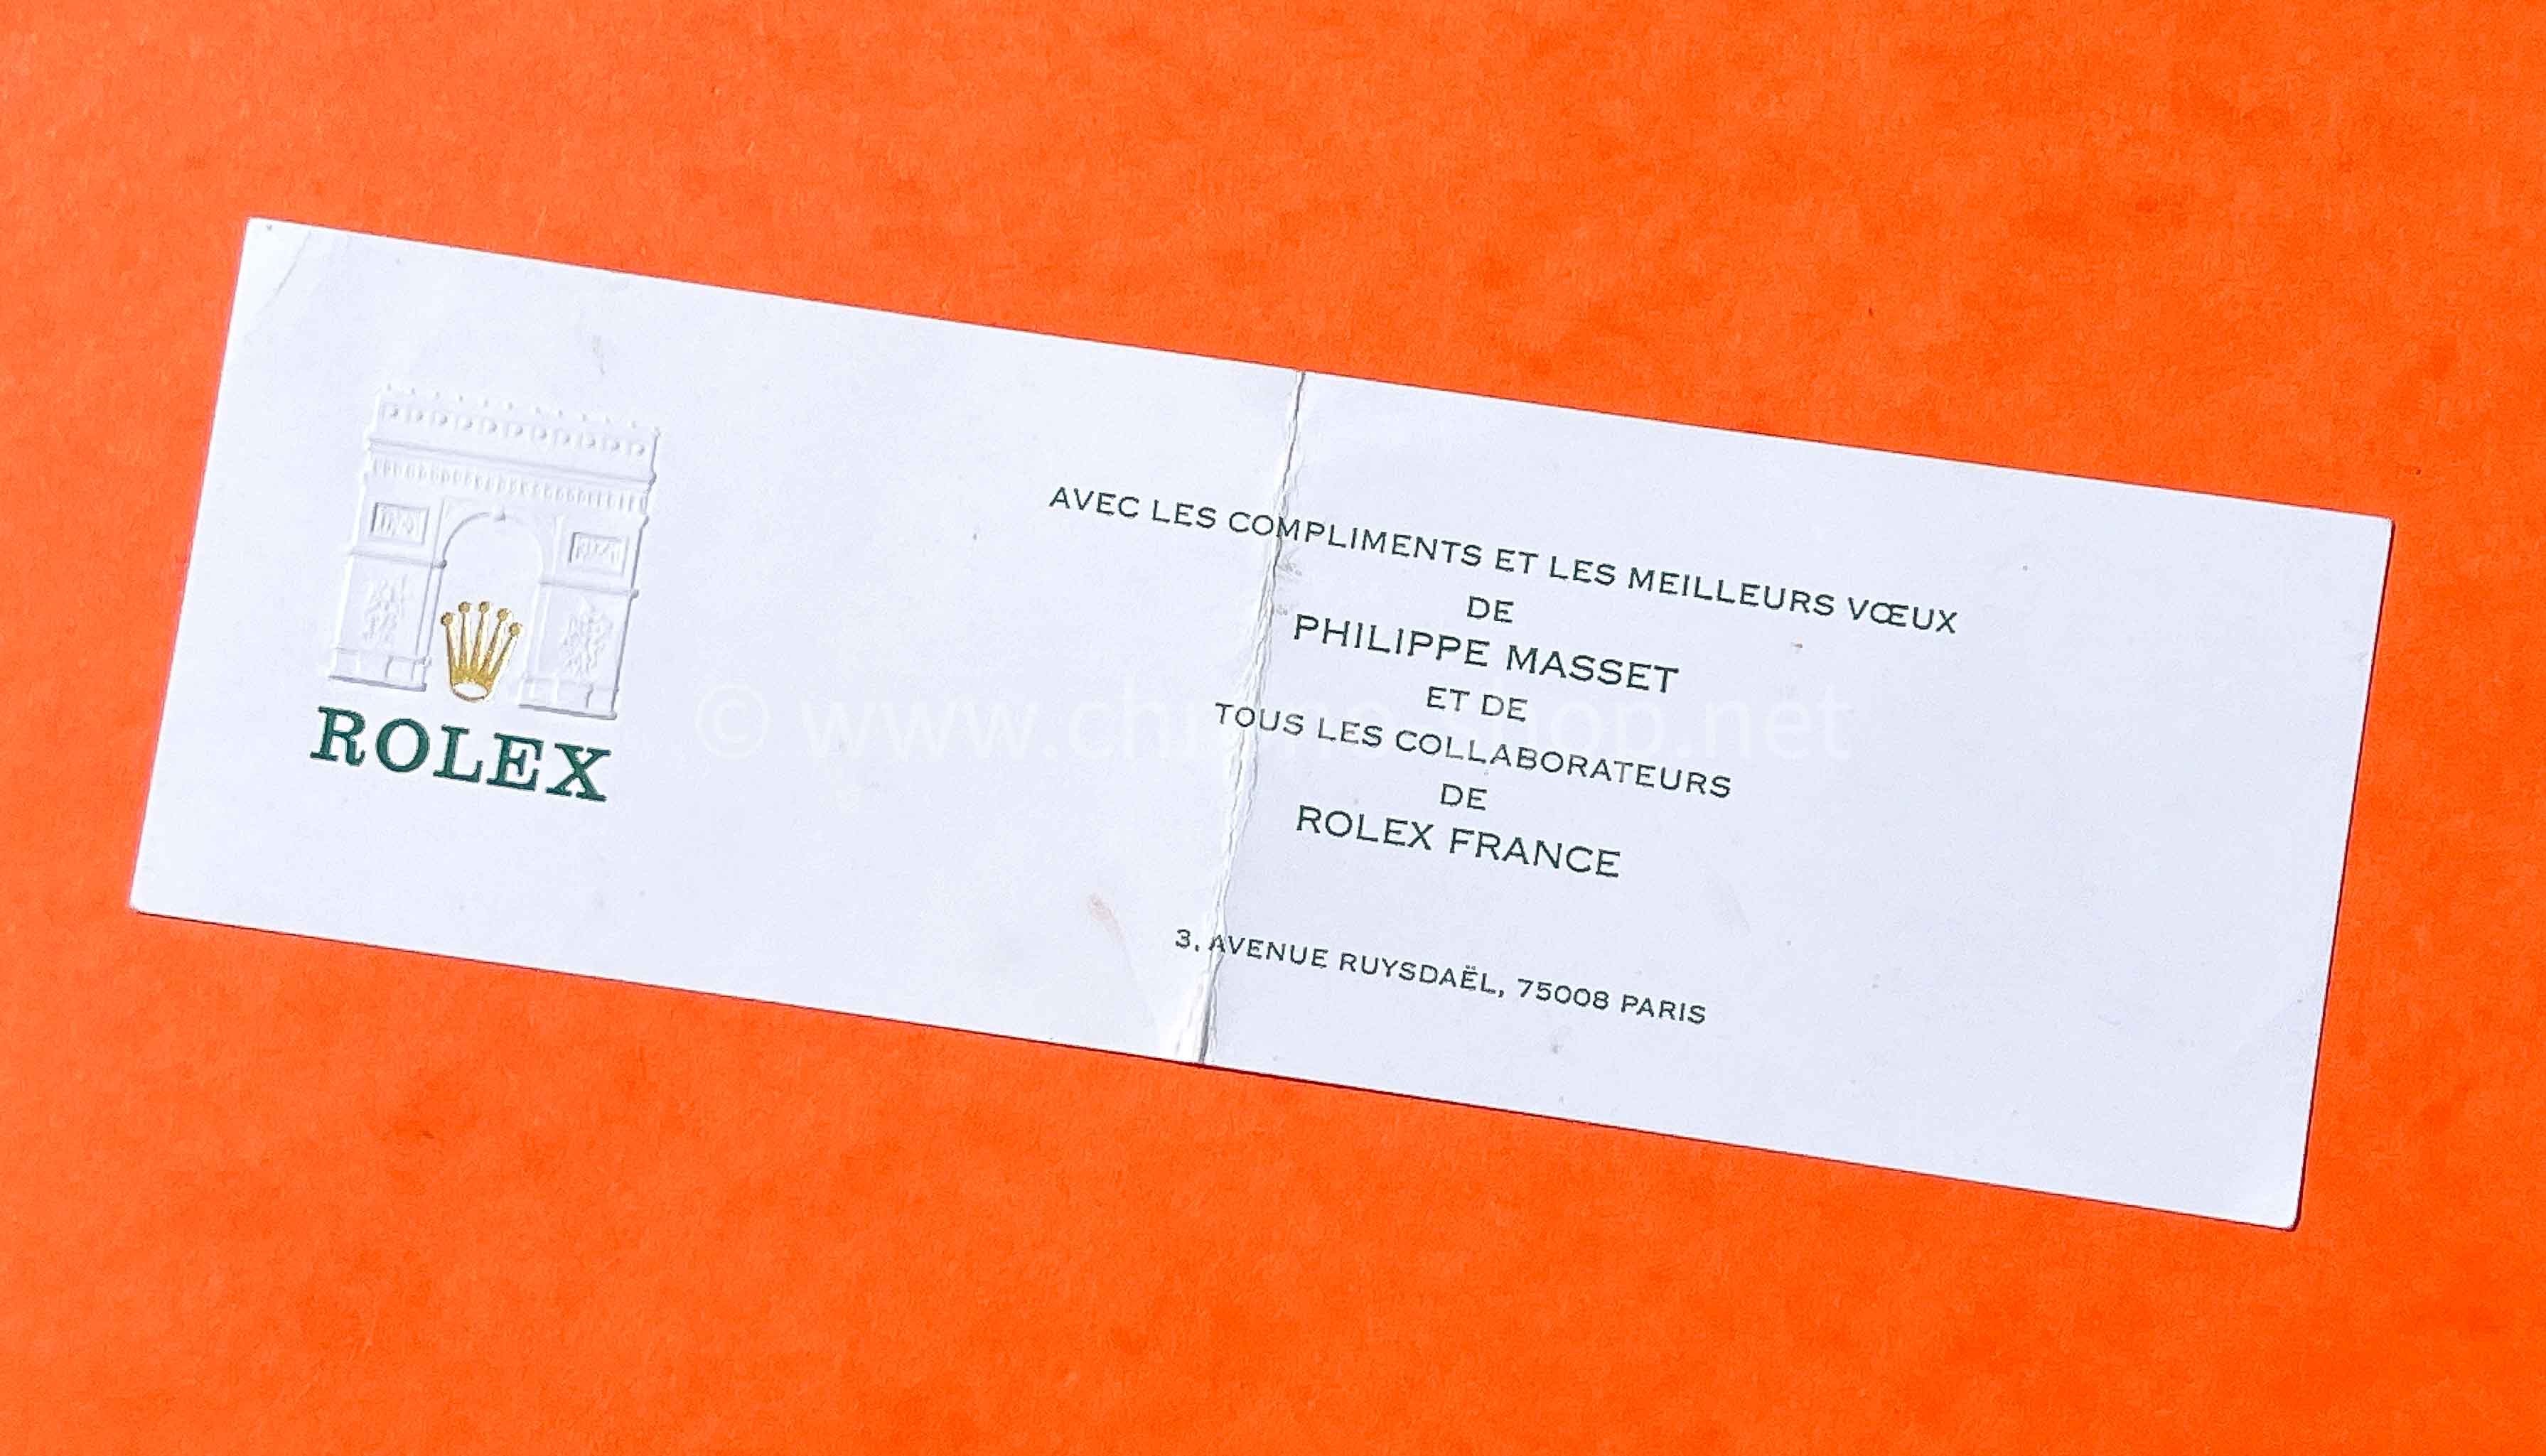 ROLEX
AVEC LES COMPLIMENTS ET LES MEILLEURS VŒUX
DE
PHILIPPE MASSET
ET DE
TOUS LES COLLABORATEURS
DE
ROLEX FRANCE
3, AVENUE RUYSDAËL, 75008 PARIS